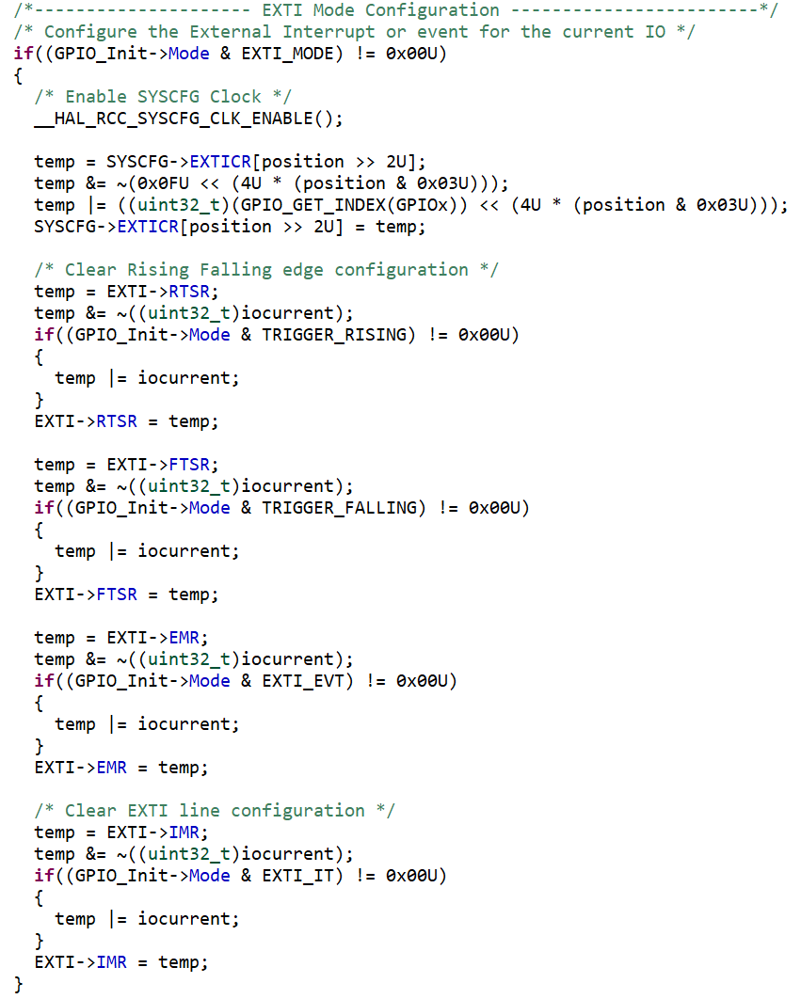 /*--------------------- EXTI Mode Configuration ------------------------*/
/* Configure the External Interrupt or event for the current IO */
if((GPIO_Init->Mode & EXTI_MODE) != 0x00U)
{
  /* Enable SYSCFG Clock */
  __HAL_RCC_SYSCFG_CLK_ENABLE();

  temp = SYSCFG->EXTICR[position >> 2U];
  temp &= ~(0x0FU << (4U * (position & 0x03U)));
  temp |= ((uint32_t)(GPIO_GET_INDEX(GPIOx)) << (4U * (position & 0x03U)));
  SYSCFG->EXTICR[position >> 2U] = temp;

  /* Clear Rising Falling edge configuration */
  temp = EXTI->RTSR;
  temp &= ~((uint32_t)iocurrent);
  if((GPIO_Init->Mode & TRIGGER_RISING) != 0x00U)
  {
    temp |= iocurrent;
  }
  EXTI->RTSR = temp;

  temp = EXTI->FTSR;
  temp &= ~((uint32_t)iocurrent);
  if((GPIO_Init->Mode & TRIGGER_FALLING) != 0x00U)
  {
    temp |= iocurrent;
  }
  EXTI->FTSR = temp;

  temp = EXTI->EMR;
  temp &= ~((uint32_t)iocurrent);
  if((GPIO_Init->Mode & EXTI_EVT) != 0x00U)
  {
    temp |= iocurrent;
  }
  EXTI->EMR = temp;

  /* Clear EXTI line configuration */
  temp = EXTI->IMR;
  temp &= ~((uint32_t)iocurrent);
  if((GPIO_Init->Mode & EXTI_IT) != 0x00U)
  {
    temp |= iocurrent;
  }
  EXTI->IMR = temp;
}